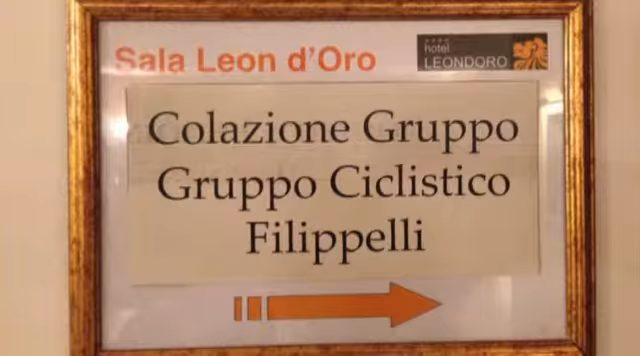 Sala Leon d'Oro
hotel
LEONDORO
Colazione Gruppo
Gruppo Ciclistico
Filippelli